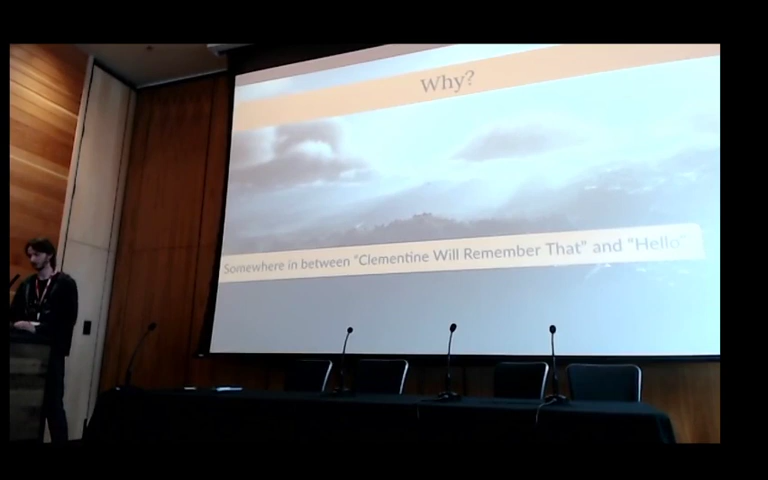 Why?
Somewhere in between “Clementine Will Remember That” and “Hello”